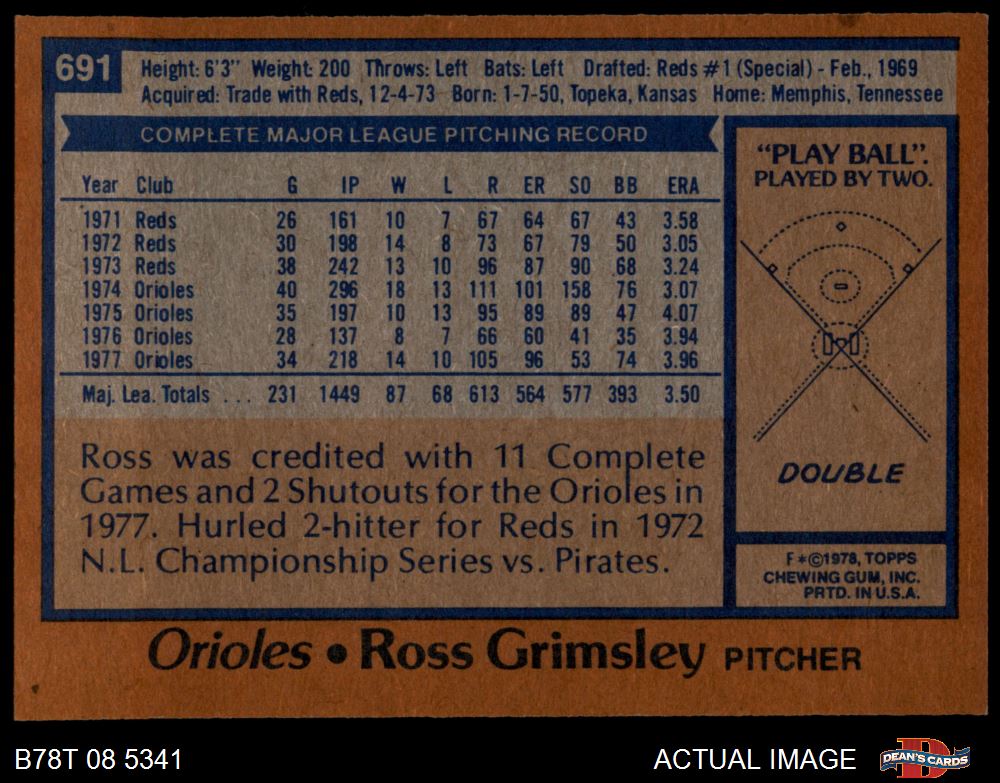 691
Height: 6'3" Weight: 200 Throws: Left Bats: Left Drafted: Reds #1 (Special) - Feb., 1969
Acquired: Trade with Reds, 12-4-73 Born: 1-7-50, Topeka, Kansas Home: Memphis, Tennessee
COMPLETE MAJOR LEAGUE PITCHING RECORD
Year Club G IP W L R ER SO BB ERA
1971 Reds 26 161 10 7 67 64 67 43 3.58
1972 Reds 30 198 14 8 73 67 79 50 3.05
1973 Reds 38 242 13 10 96 87 90 68 3.24
1974 Orioles 40 296 18 13 111 101 158 76 3.07
1975 Orioles 35 197 10 13 95 89 89 47 4.07
1976 Orioles 28 137 8 7 66 60 41 35 3.94
1977 Orioles 34 218 14 10 105 96 53 74 3.96
Maj. Lea. Totals ... 231 1449 87 68 613 564 577 393 3.50
Ross was credited with 11 Complete
Games and 2 Shutouts for the Orioles in
1977. Hurled 2-hitter for Reds in 1972
N.L. Championship Series vs. Pirates.
"PLAY BALL".
PLAYED BY TWO.
DOUBLE
F*©1978, TOPPS
CHEWING GUM, INC.
PRTD. IN U.S.A.
Orioles • Ross Grimsley PITCHER
B78T 08 5341
ACTUAL IMAGE
DEAN'S CARDS